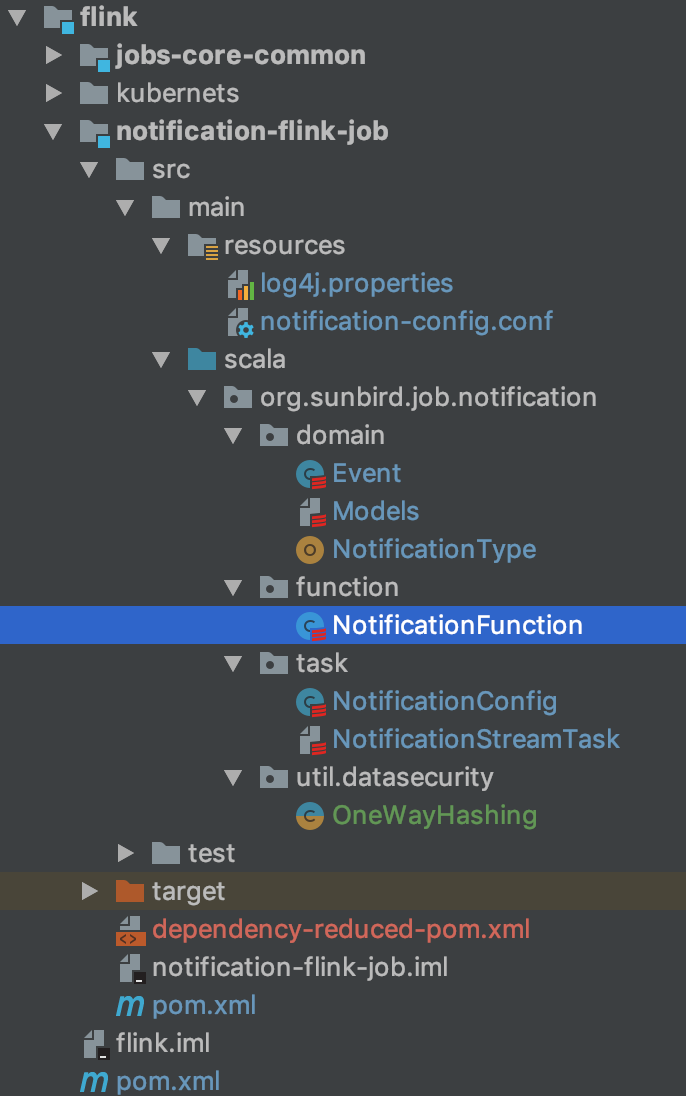 flink
jobs-core-common
kubernets
notification-flink-job
src
main
resources
log4j.properties
notification-config.conf
scala
org.sunbird.job.notification
domain
Event
Models
NotificationType
function
NotificationFunction
task
NotificationConfig
NotificationStreamTask
util.datasecurity
OneWayHashing
test
target
dependency-reduced-pom.xml
notification-flink-job.iml
pom.xml
flink.iml
pom.xml